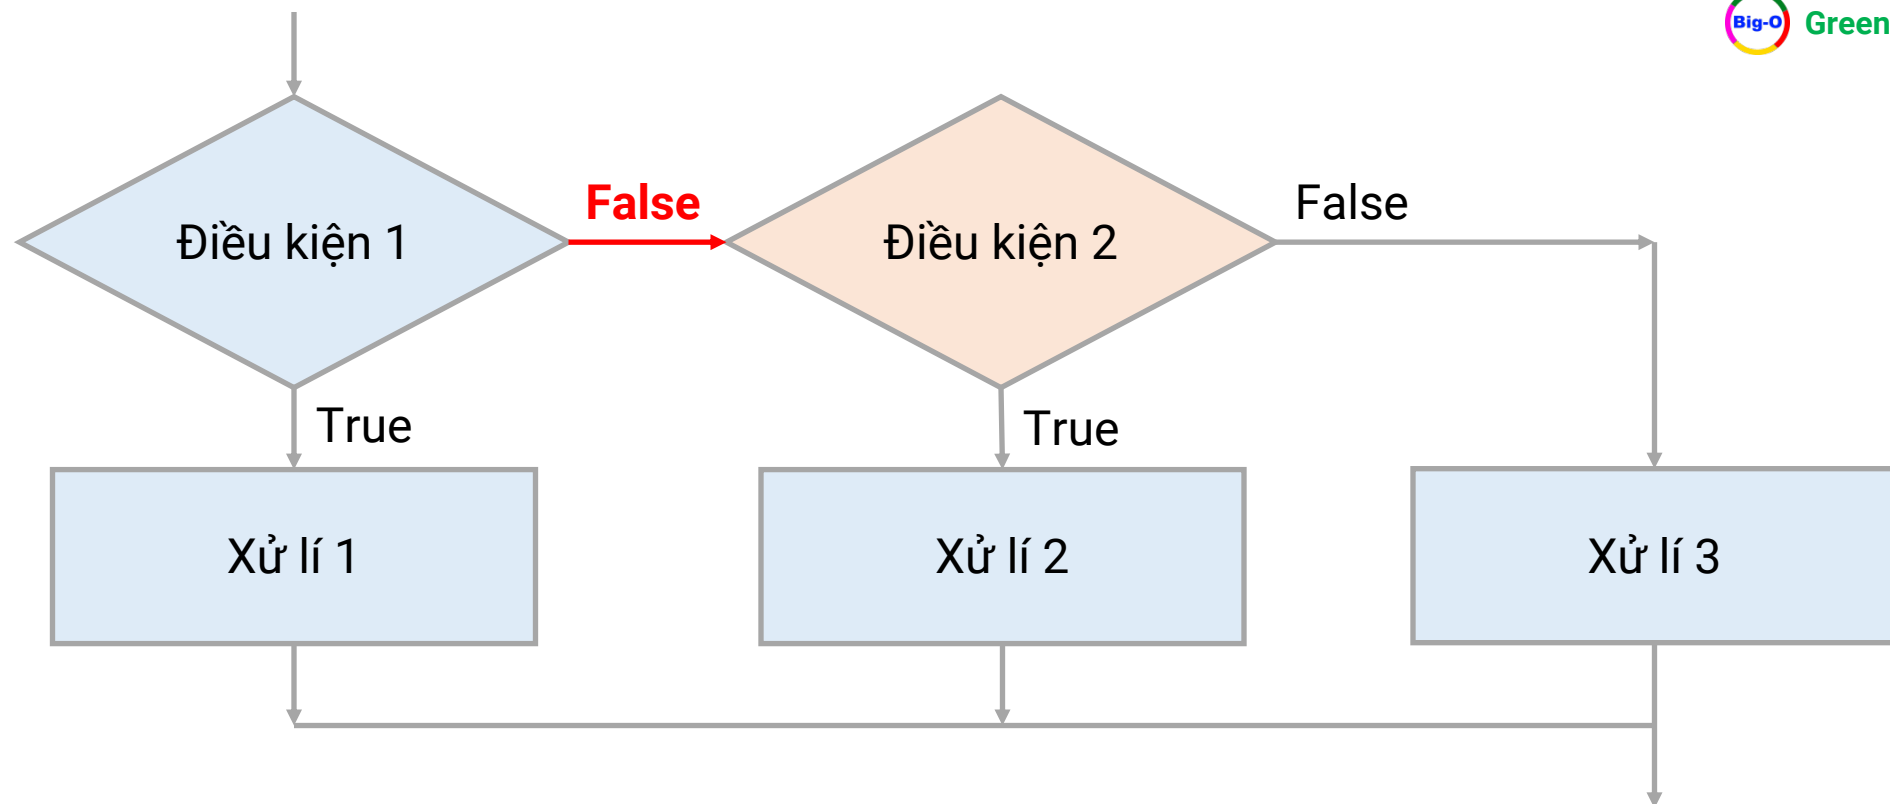 Big-O Green
Điều kiện 1
False
Điều kiện 2
False
True
True
Xử lí 1
Xử lí 2
Xử lí 3